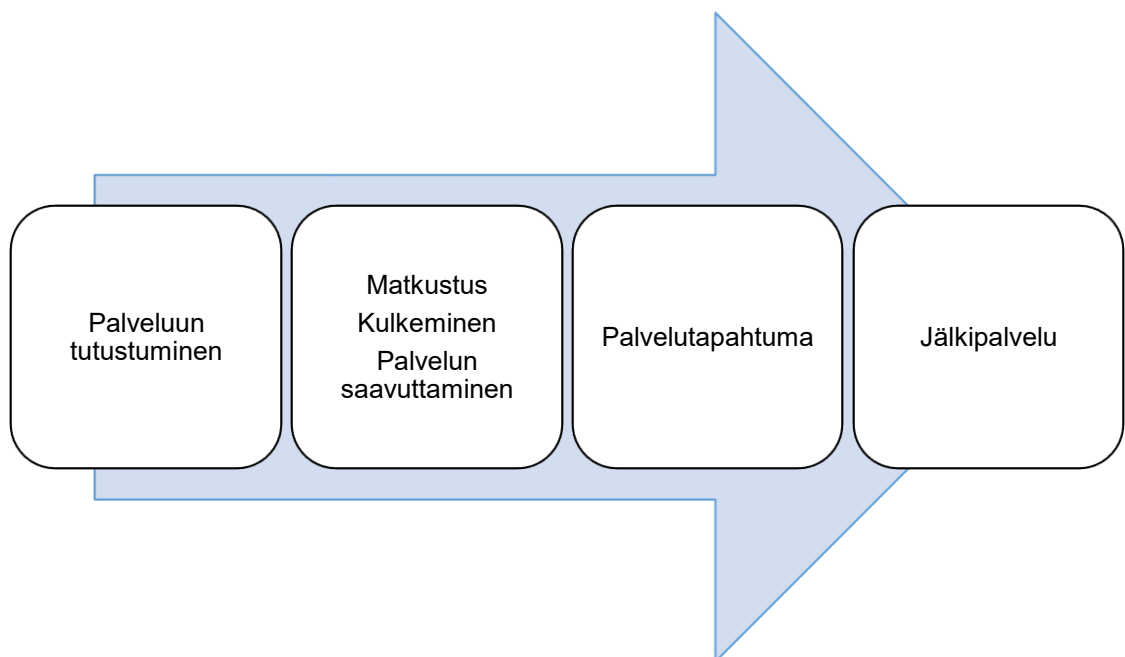 Palveluun
tutustuminen
Matkustus
Kulkeminen
Palvelun
saavuttaminen
Palvelutapahtuma
Jälkipalvelu